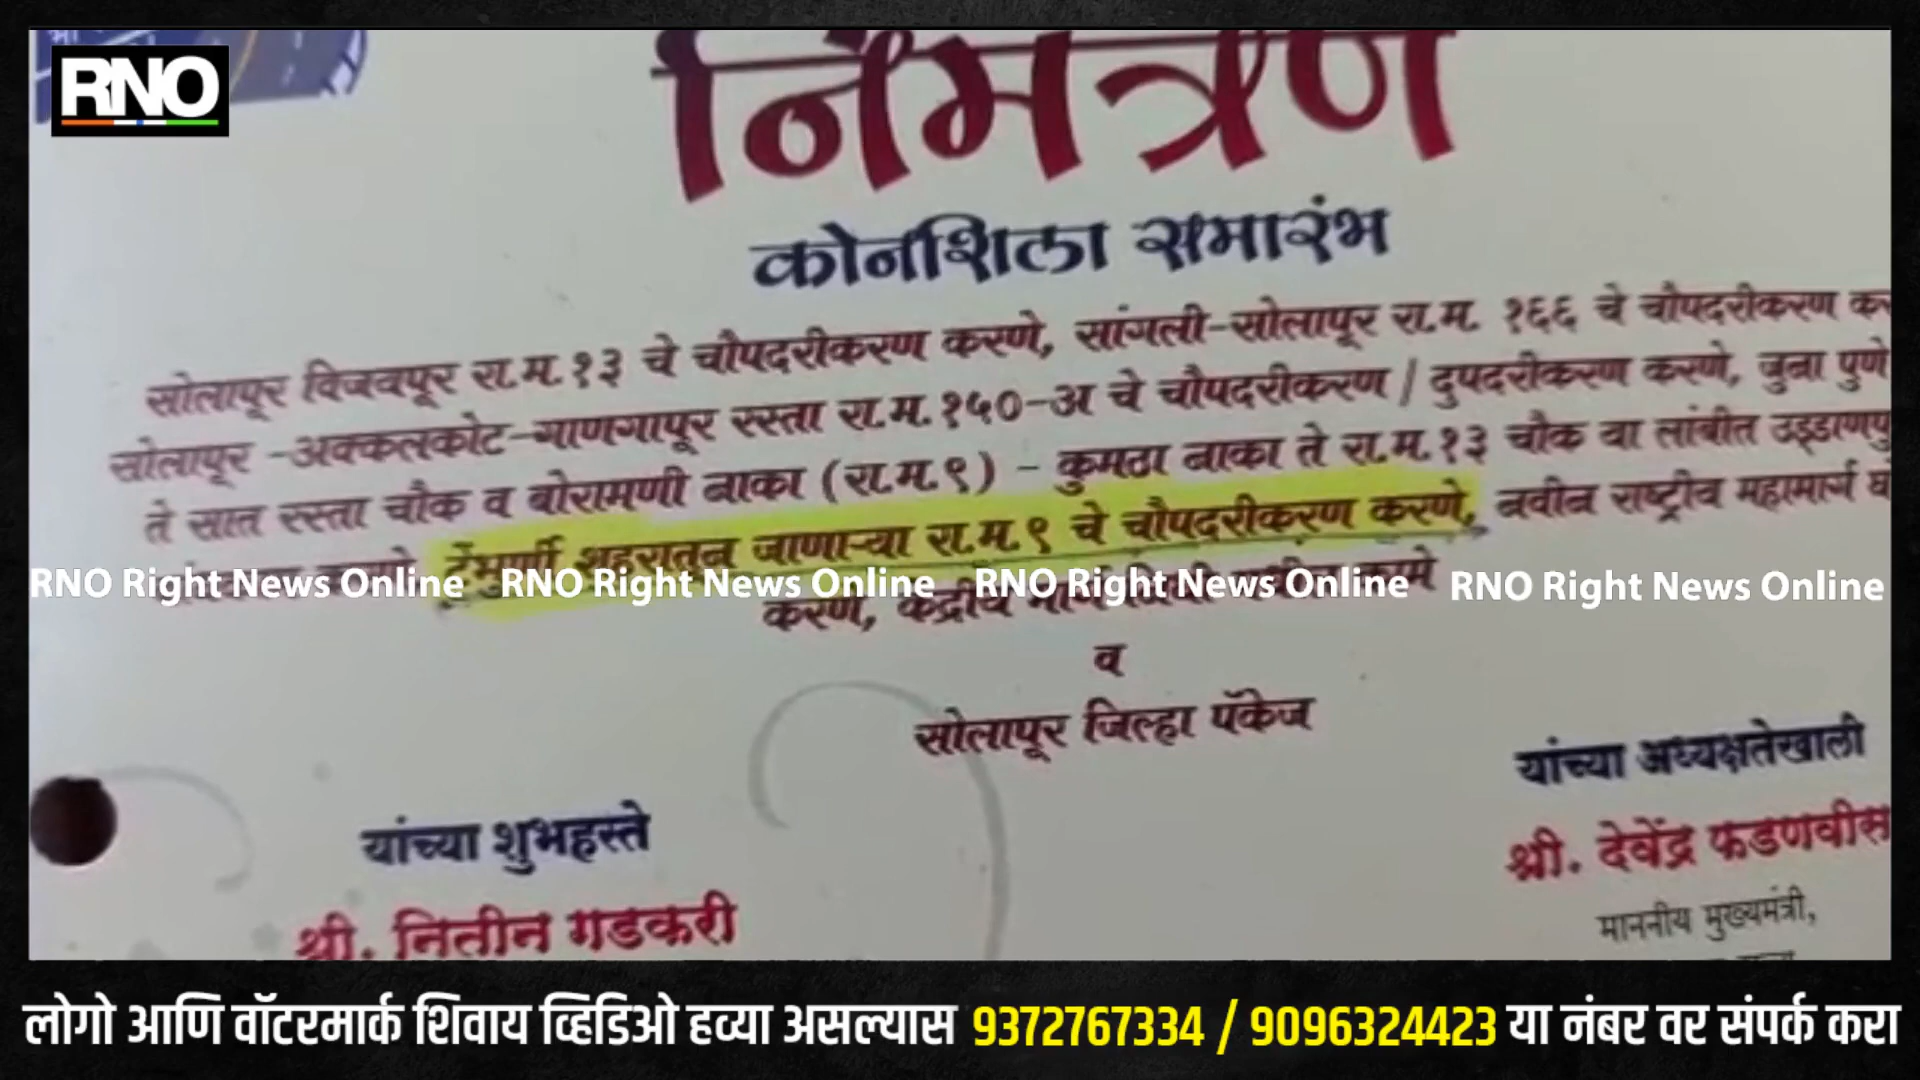 RNO
निमंत्रण
कोनशिला समारंभ
सोलापूर विजयपूर रा.म.१३ चे चौपदरीकरण करणे, सांगली-सोलापूर रा.म. १६६ चे चौपदरीकरण
सोलापूर -अक्कलकोट-गाणगापूर रस्ता रा.म.१५०-अ चे चौपदरीकरण / दुपदरीकरण करणे, जुना पुणे
ते सात रस्ता चौक व बोरामणी नाका (रा.म.९) - कुमठा नाका ते रा.म.१३ चौक या लांबीत
टेंभुर्णी शहरातून जाणाऱ्या रा.म.९ चे चौपदरीकरण करणे, नवीन राष्ट्रीय महामार्ग
RNO Right News Online RNO Right News Online RNO Right News Online RNO Right News Online
करणे, केंद्रीय
व
सोलापूर जिल्हा पॅकेज
यांच्या अध्यक्षतेखाली
यांच्या शुभहस्ते
श्री. देवेंद्र फडणवीस
श्री. नितीन गडकरी
माननीय मुख्यमंत्री,
लोगो आणि वॉटरमार्क शिवाय व्हिडिओ हव्या असल्यास 9372767334 / 9096324423 या नंबर वर संपर्क करा